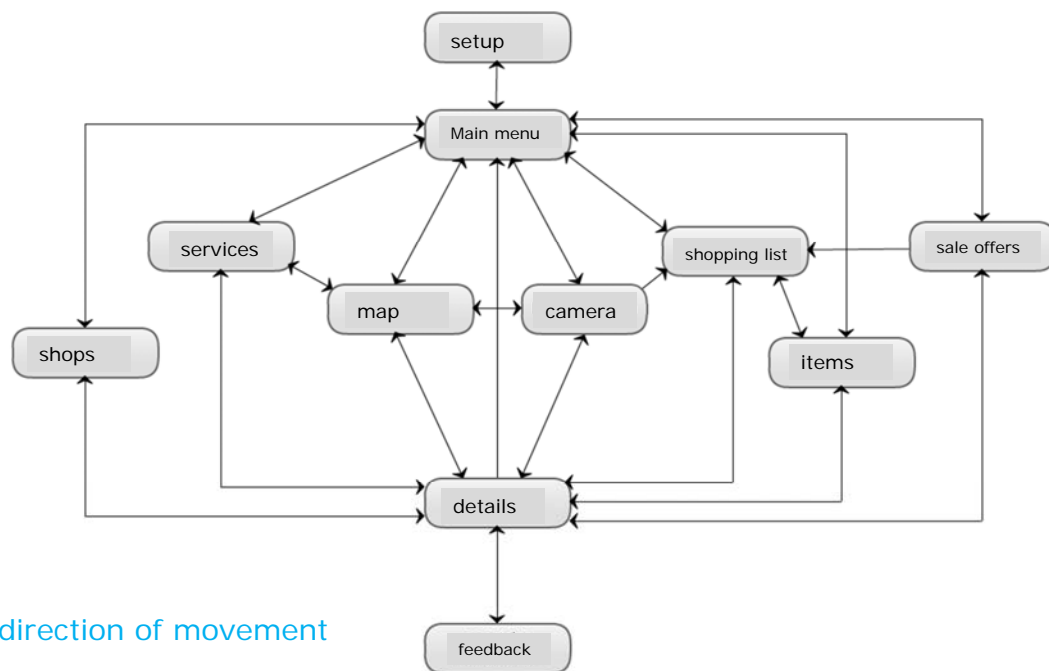 setup
Main menu
services
shopping list
sale offers
map
camera
shops
items
details
direction of movement
feedback